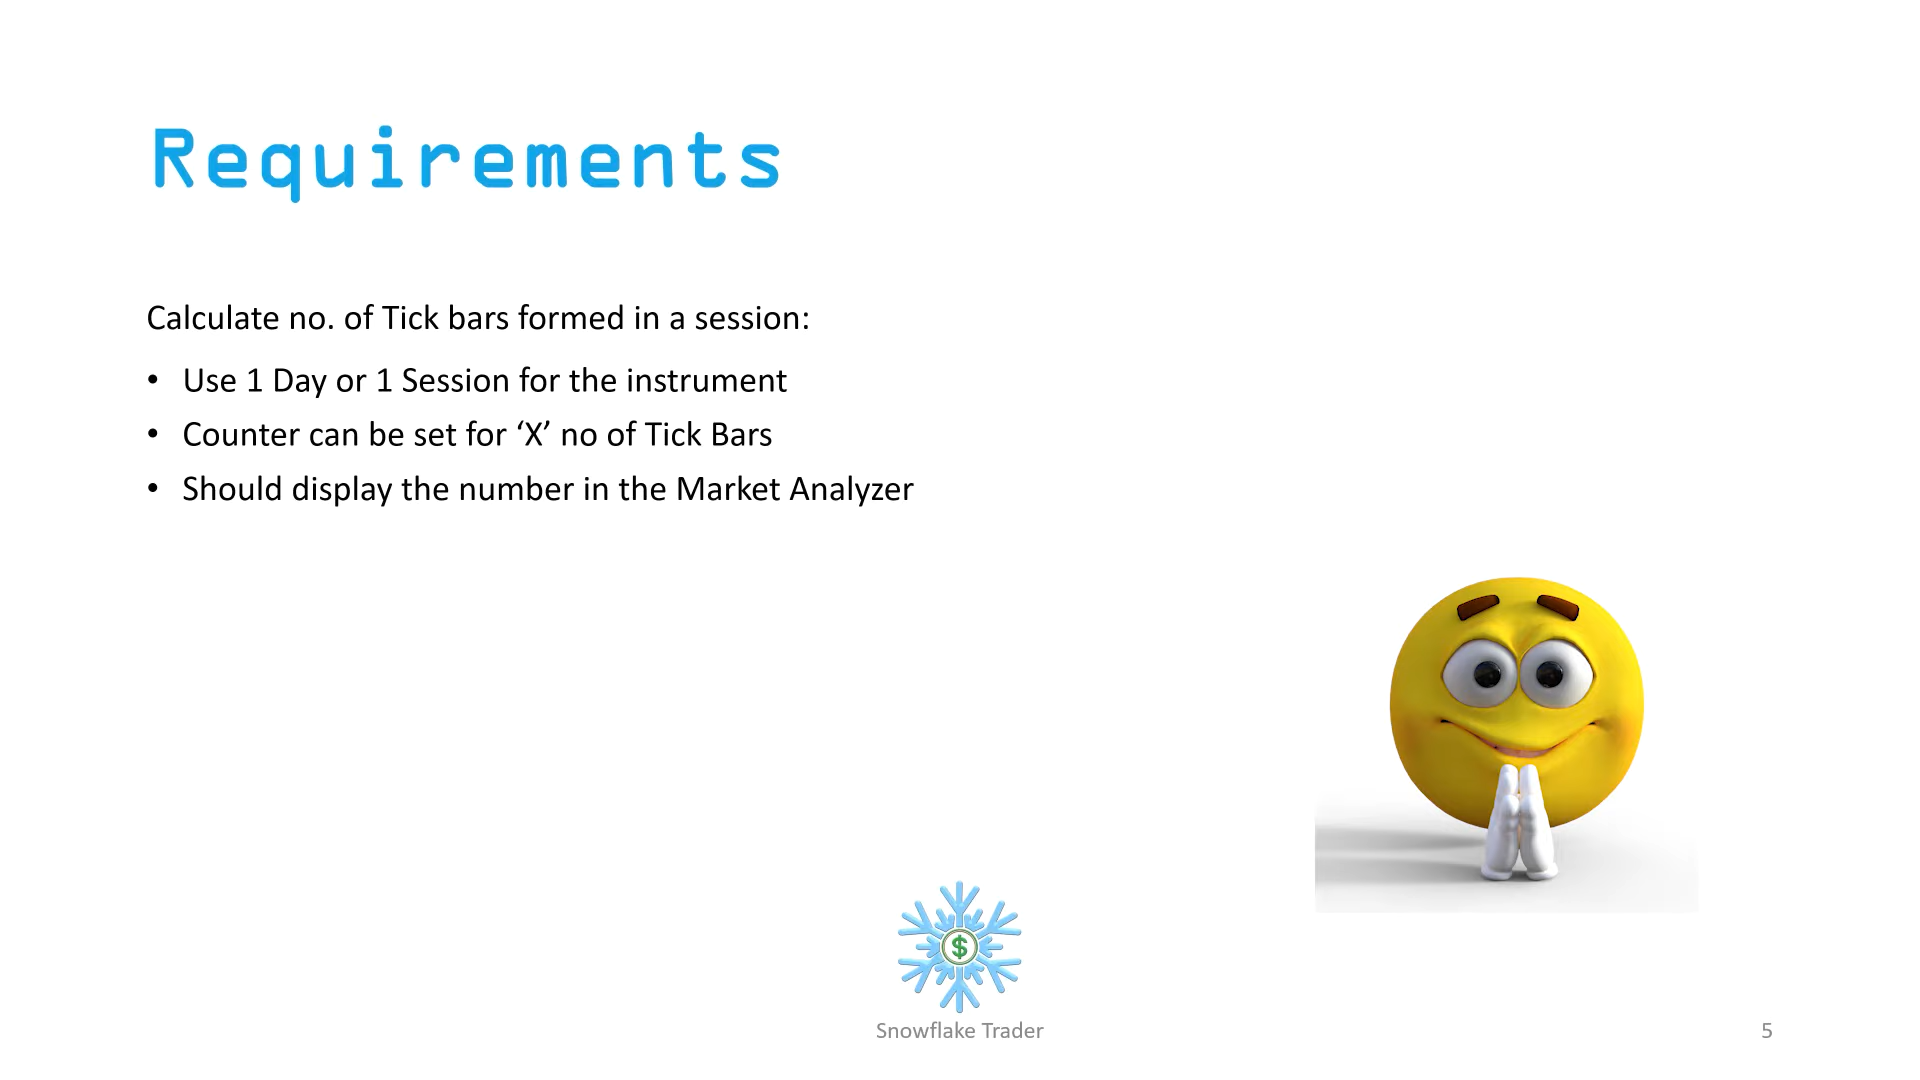 Requirements
Calculate no. of Tick bars formed in a session:
• Use 1 Day or 1 Session for the instrument
• Counter can be set for ‘X’ no of Tick Bars
• Should display the number in the Market Analyzer
$
Snowflake Trader
5